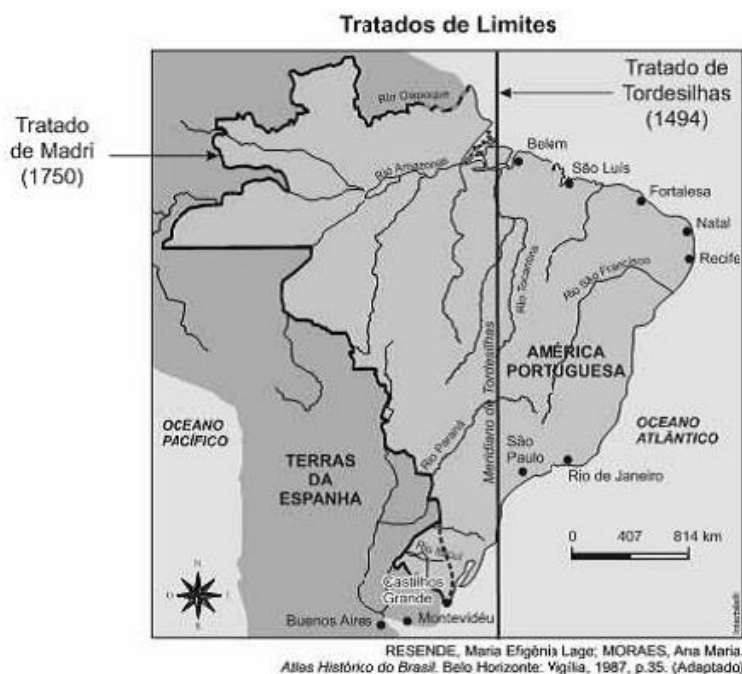 Tratados de Limites
Tratado de
Tordesilhas
(1494)
Tratado
de Madri
(1750)
Rio Oiapoque
Rio Amazonas
Belém
São Luís
Fortalesa
Natal
Recife
Rio São Francisco
Rio Tocantins
Meridiano de Tordesilhas
AMÉRICA
PORTUGUESA
OCEANO
PACÍFICO
OCEANO
ATLÂNTICO
Rio Paraná
São
Paulo
Rio de Janeiro
TERRAS
DA
ESPANHA
0 407 814 km
Castilhos
Grande
N
O
Buenos Aires
Montevidéu
RESENDE, Maria Efigênia Lage; MORAES, Ana Maria.
Atlas Histórico do Brasil. Belo Horizonte: Vigília, 1987, p.35. (Adaptado)